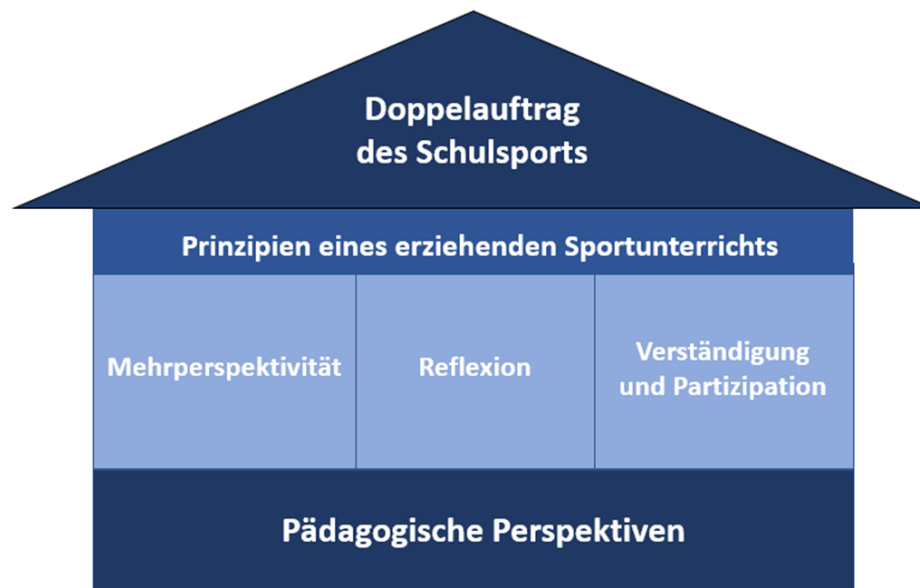 Doppelauftrag
des Schulsports
Prinzipien eines erziehenden Sportunterrichts
Mehrperspektivität
Reflexion
Verständigung
und Partizipation
Pädagogische Perspektiven